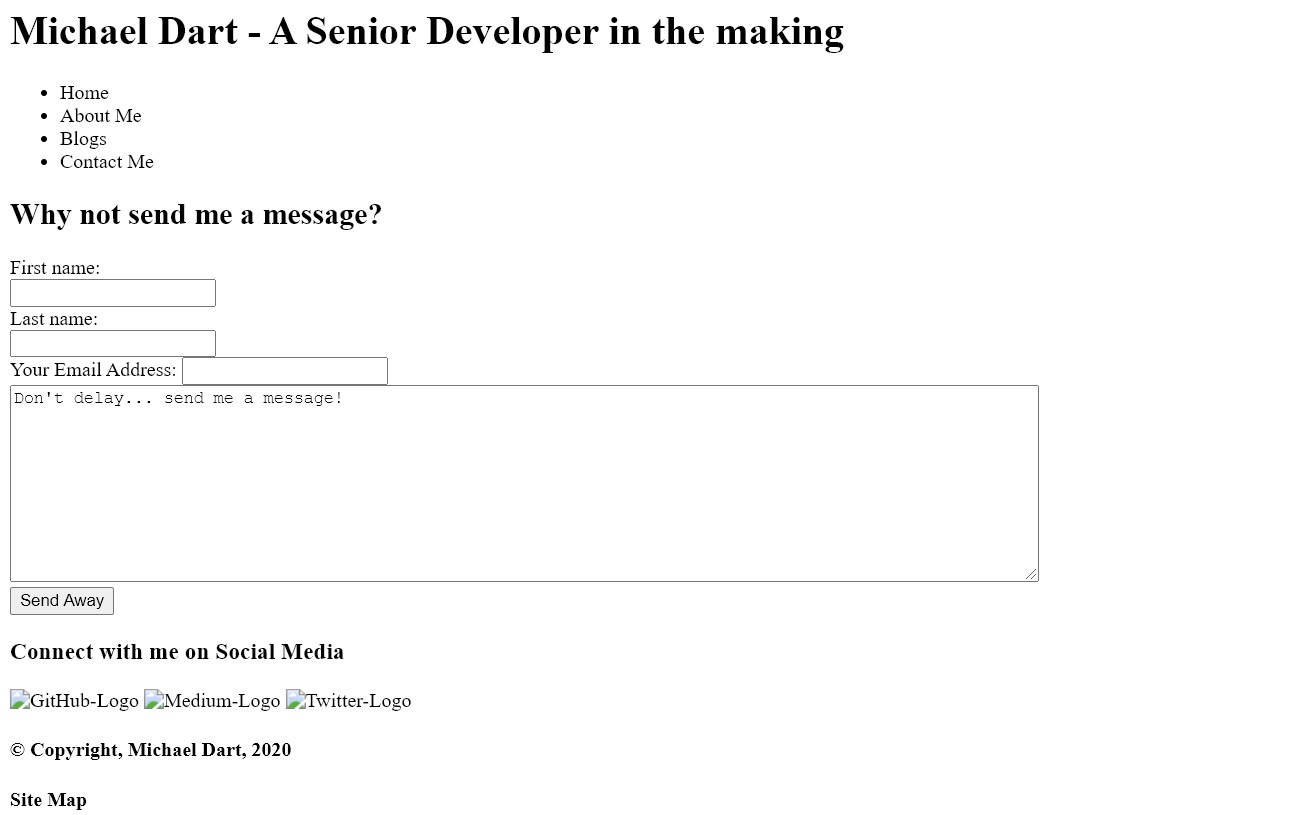 Michael Dart - A Senior Developer in the making
Home
About Me
Blogs
Contact Me
Why not send me a message?
First name:
Last name:
Your Email Address:
Don't delay... send me a message!
Send Away
Connect with me on Social Media
GitHub-Logo Medium-Logo Twitter-Logo
© Copyright, Michael Dart, 2020
Site Map